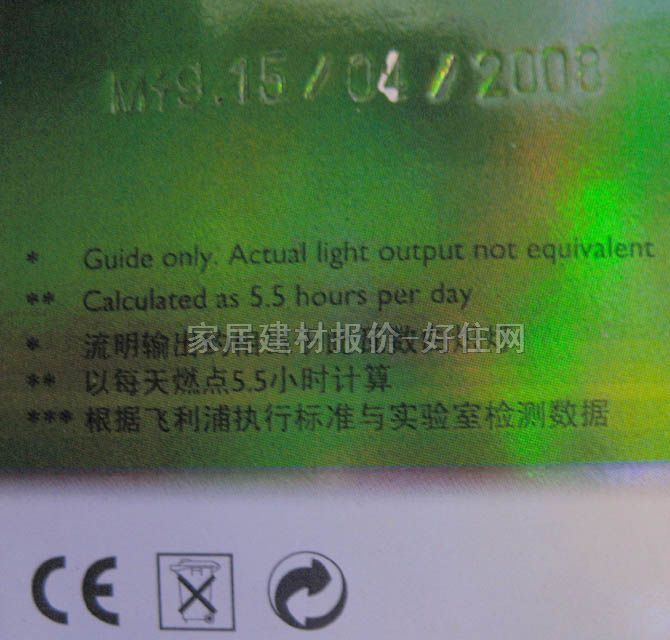 Mfg.15/04/2008
* Guide only. Actual light output not equivalent
** Calculated as 5.5 hours per day
* 流明输出
家居建材报价-好住网
** 以每天燃点5.5小时计算
*** 根据飞利浦执行标准与实验室检测数据
CE